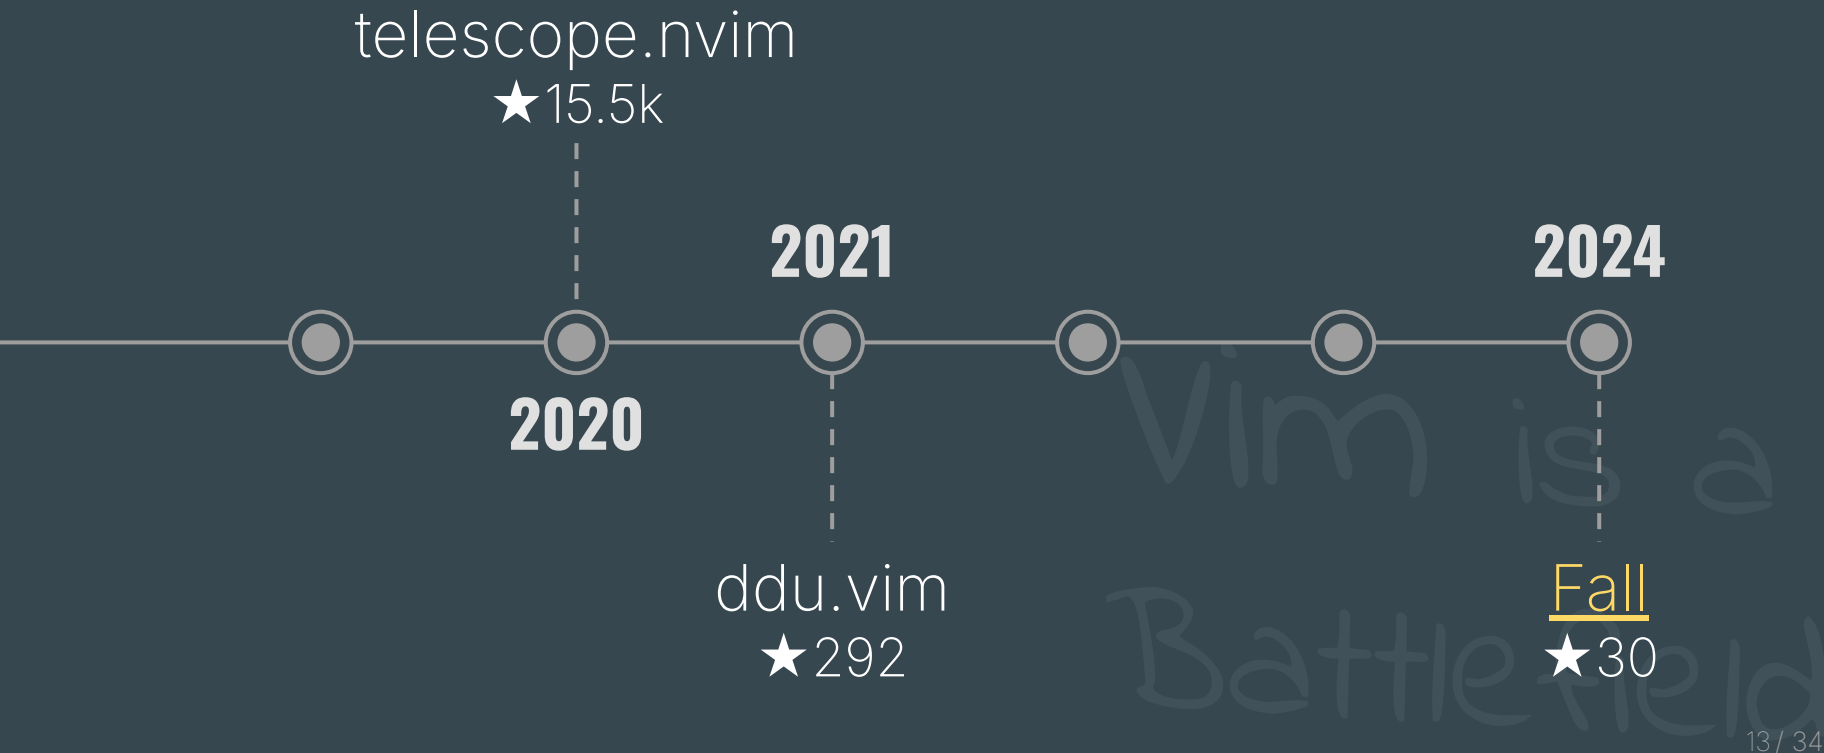 telescope.nvim
★15.5k
2021
2024
2020
Vim is a
ddu.vim
Fall
Battlefield
★292
★30
13 / 34